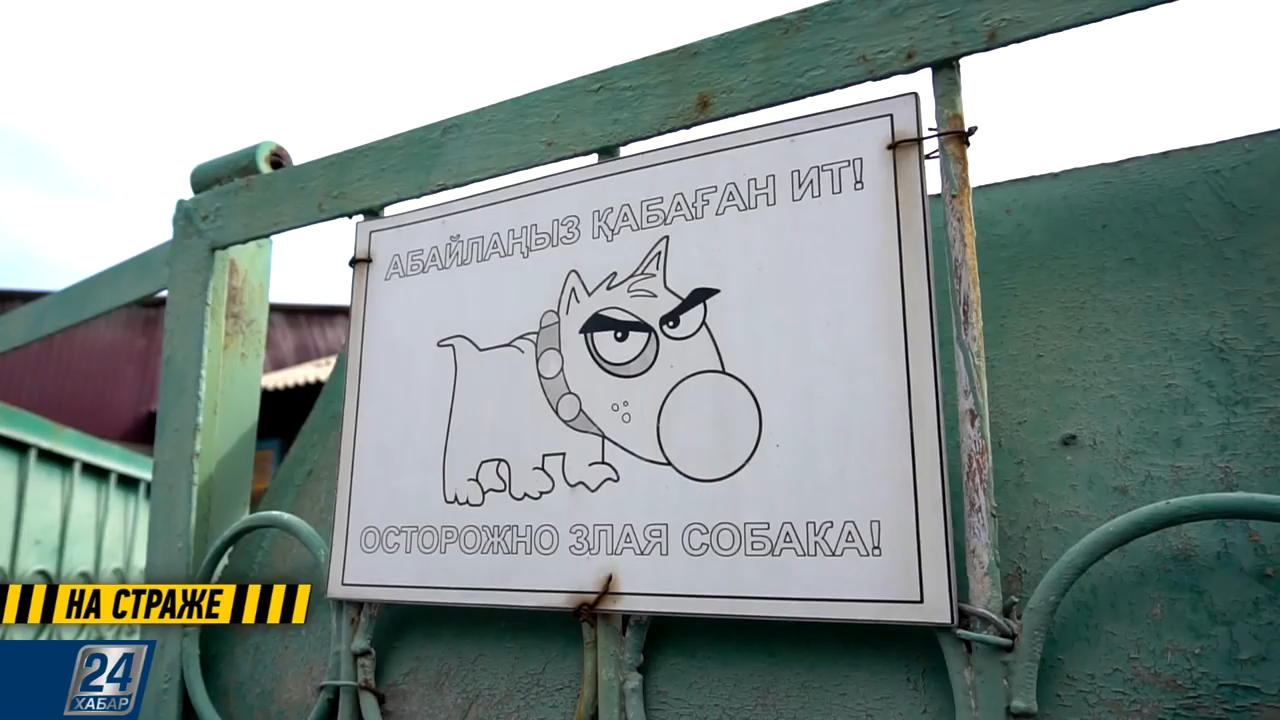 АБАЙЛАҢЫЗ ҚАБАҒАН ИТ!
ОСТОРОЖНО ЗЛАЯ СОБАКА!
НА СТРАЖЕ
24
ХАБАР